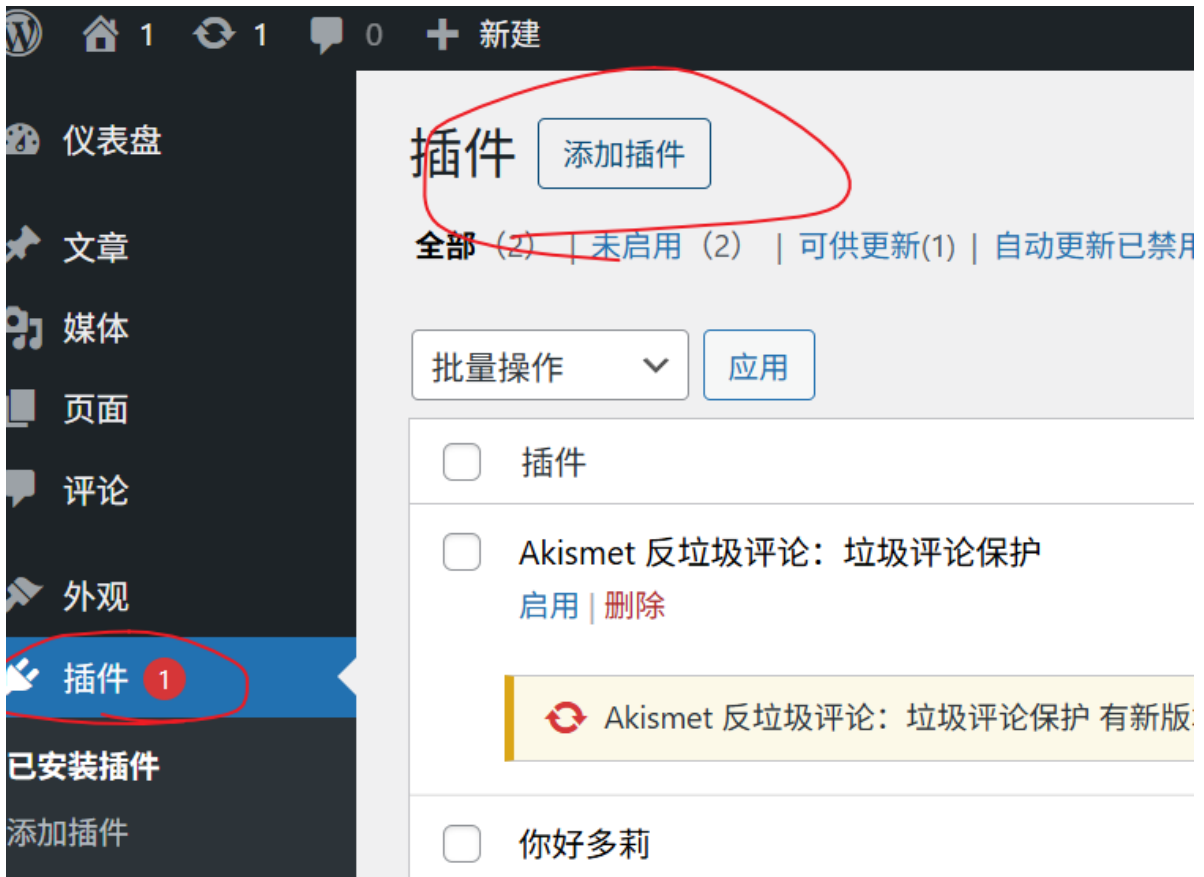 1 1 0 新建
仪表盘
文章
媒体
页面
评论
外观
插件 1
已安装插件
添加插件
插件 添加插件
全部 （2） | 未启用 （2） | 可供更新(1) | 自动更新已禁用
批量操作 应用
插件
Akismet 反垃圾评论：垃圾评论保护
启用 | 删除
Akismet 反垃圾评论：垃圾评论保护 有新版
你好多莉